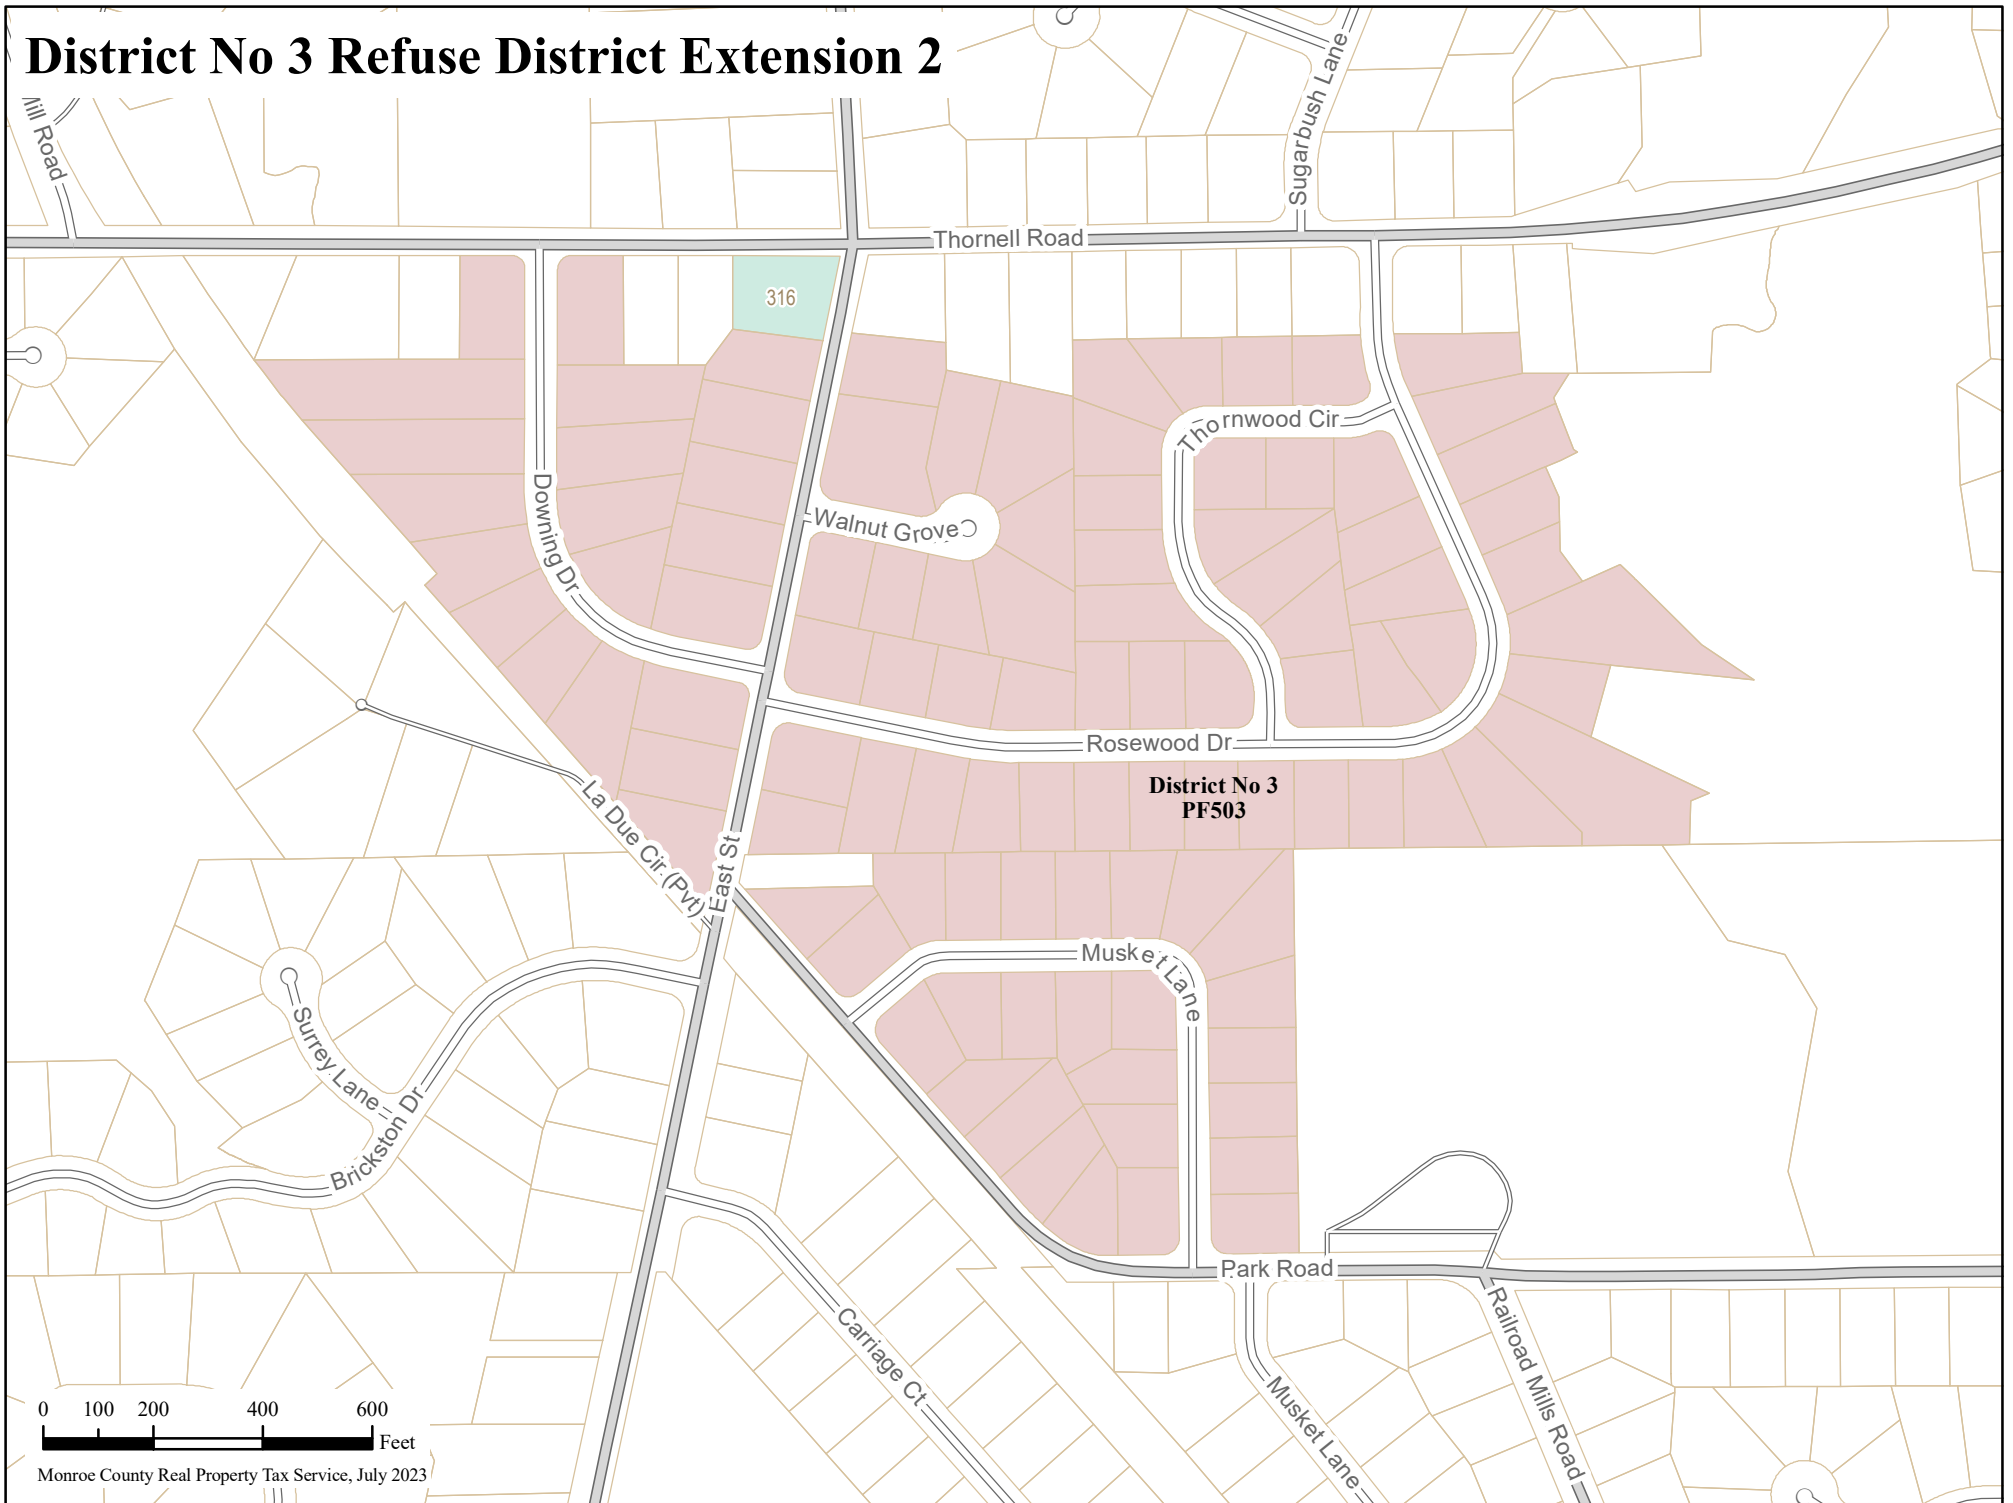 District No 3 Refuse District Extension 2
Mill Road
Sugarbush Lane
Thornell Road
316
Thornwood Cir
Downing Dr
Walnut Grove
Rosewood Dr
District No 3
PF503
La Due Cir (Pvt)
East St
Musket Lane
Surrey Lane
Brickston Dr
Park Road
Carriage Ct
Musket Lane
Railroad Mills Road
0 100 200 400 600
Feet
Monroe County Real Property Tax Service, July 2023